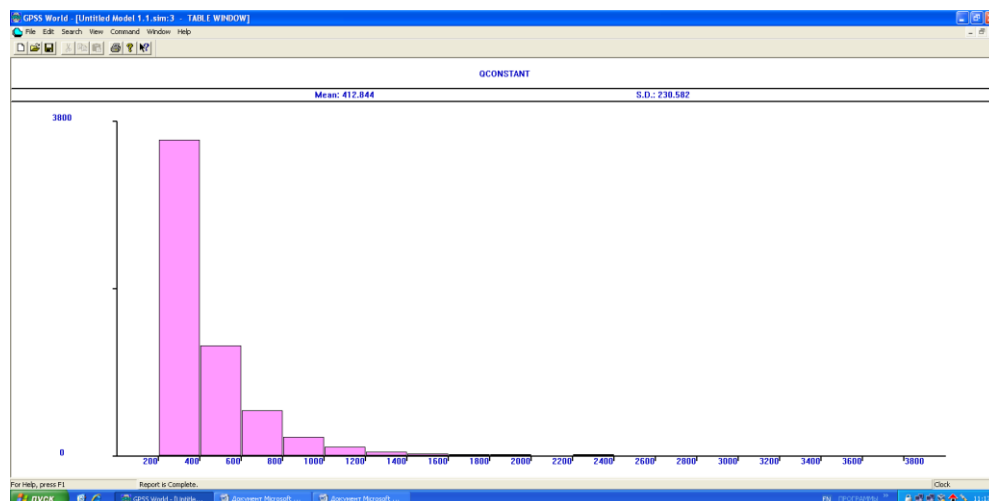 GPSS World - [Untitled Model 1.1.sim:3 - TABLE WINDOW]
File Edit Search View Command Window Help
QCONSTANT
Mean: 412.844 S.D.: 230.582
3800
0
200 400 600 800 1000 1200 1400 1600 1800 2000 2200 2400 2600 2800 3000 3200 3400 3600 3800
For Help, press F1 Report is Complete. Clock
пуск GPSS World - [Untitle... Документ Microsoft ... Документ Microsoft ... РУ ПРОГРАММЫ